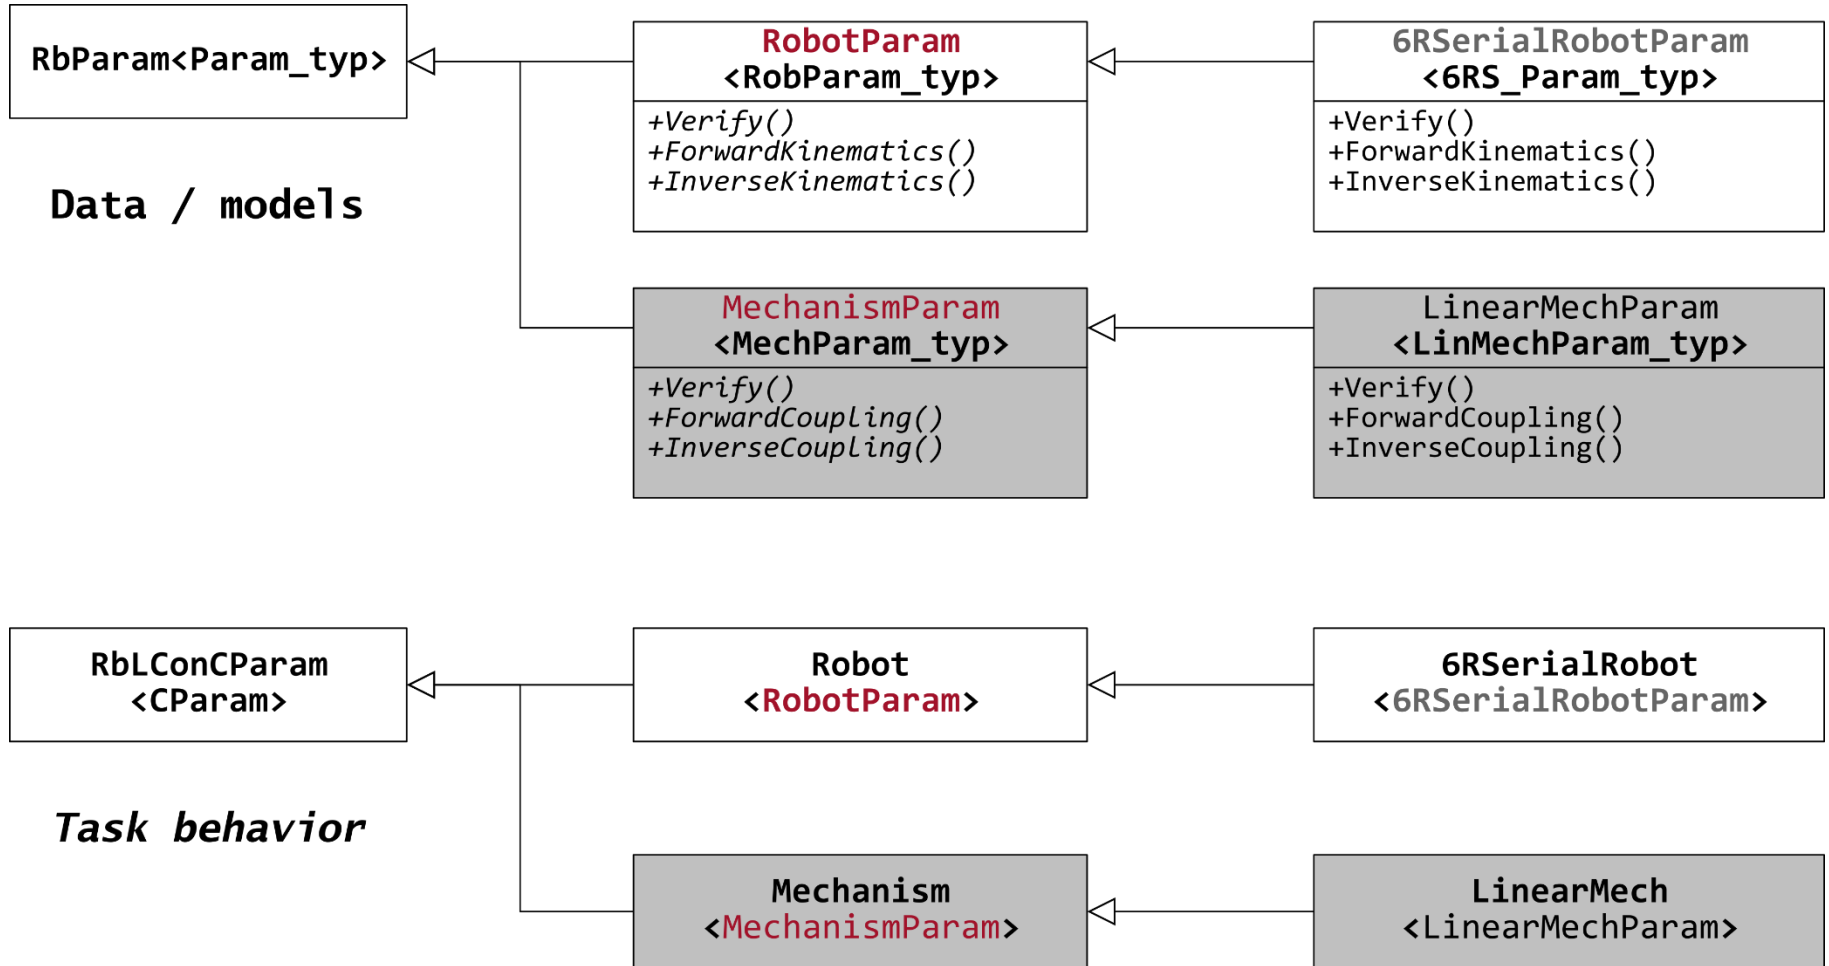 RbParam<Param_typ>
RobotParam
<RobParam_typ>
+Verify()
+ForwardKinematics()
+InverseKinematics()
6RSerialRobotParam
<6RS_Param_typ>
+Verify()
+ForwardKinematics()
+InverseKinematics()
Data / models
MechanismParam
<MechParam_typ>
+Verify()
+ForwardCoupling()
+InverseCoupling()
LinearMechParam
<LinMechParam_typ>
+Verify()
+ForwardCoupling()
+InverseCoupling()
RbLConCParam
<CParam>
Robot
<RobotParam>
6RSerialRobot
<6RSerialRobotParam>
Task behavior
Mechanism
<MechanismParam>
LinearMech
<LinearMechParam>